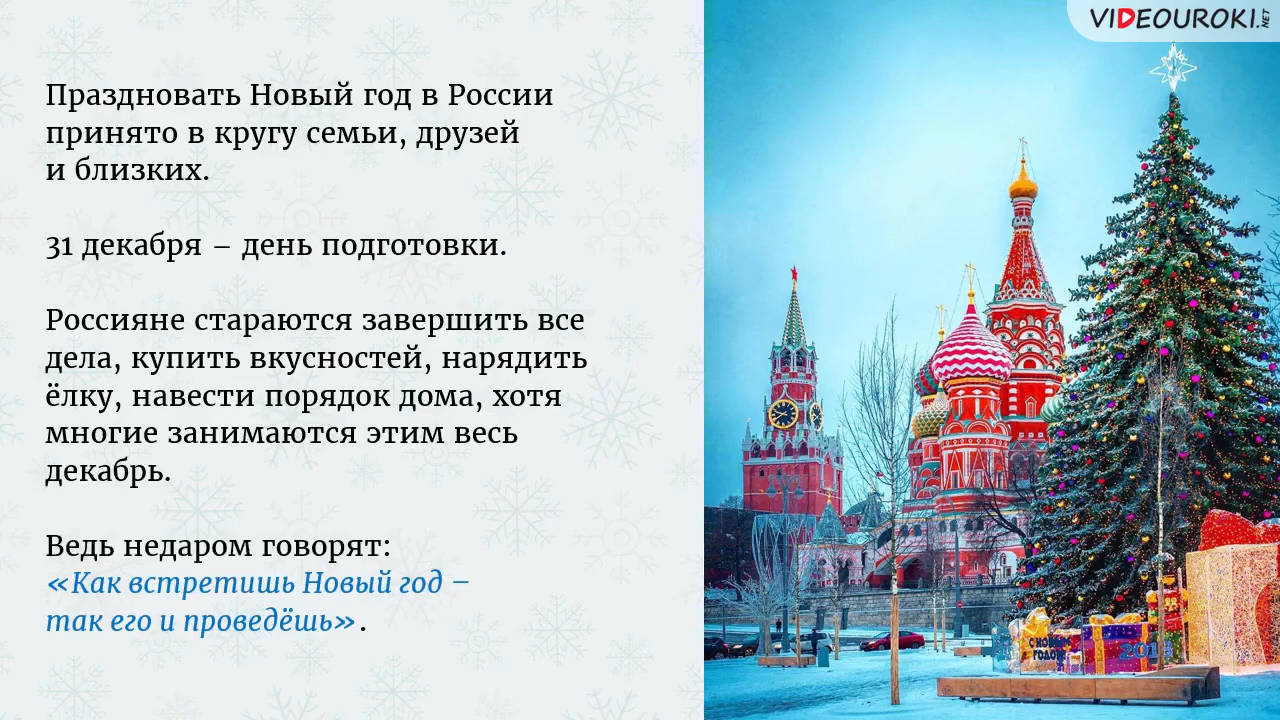 VIDEOUROKI.NET
Праздновать Новый год в России
принято в кругу семьи, друзей
и близких.
31 декабря – день подготовки.
Россияне стараются завершить все
дела, купить вкусностей, нарядить
ёлку, навести порядок дома, хотя
многие занимаются этим весь
декабрь.
Ведь недаром говорят:
«Как встретишь Новый год –
так его и проведёшь».
С НОВЫМ
ГОДОМ!